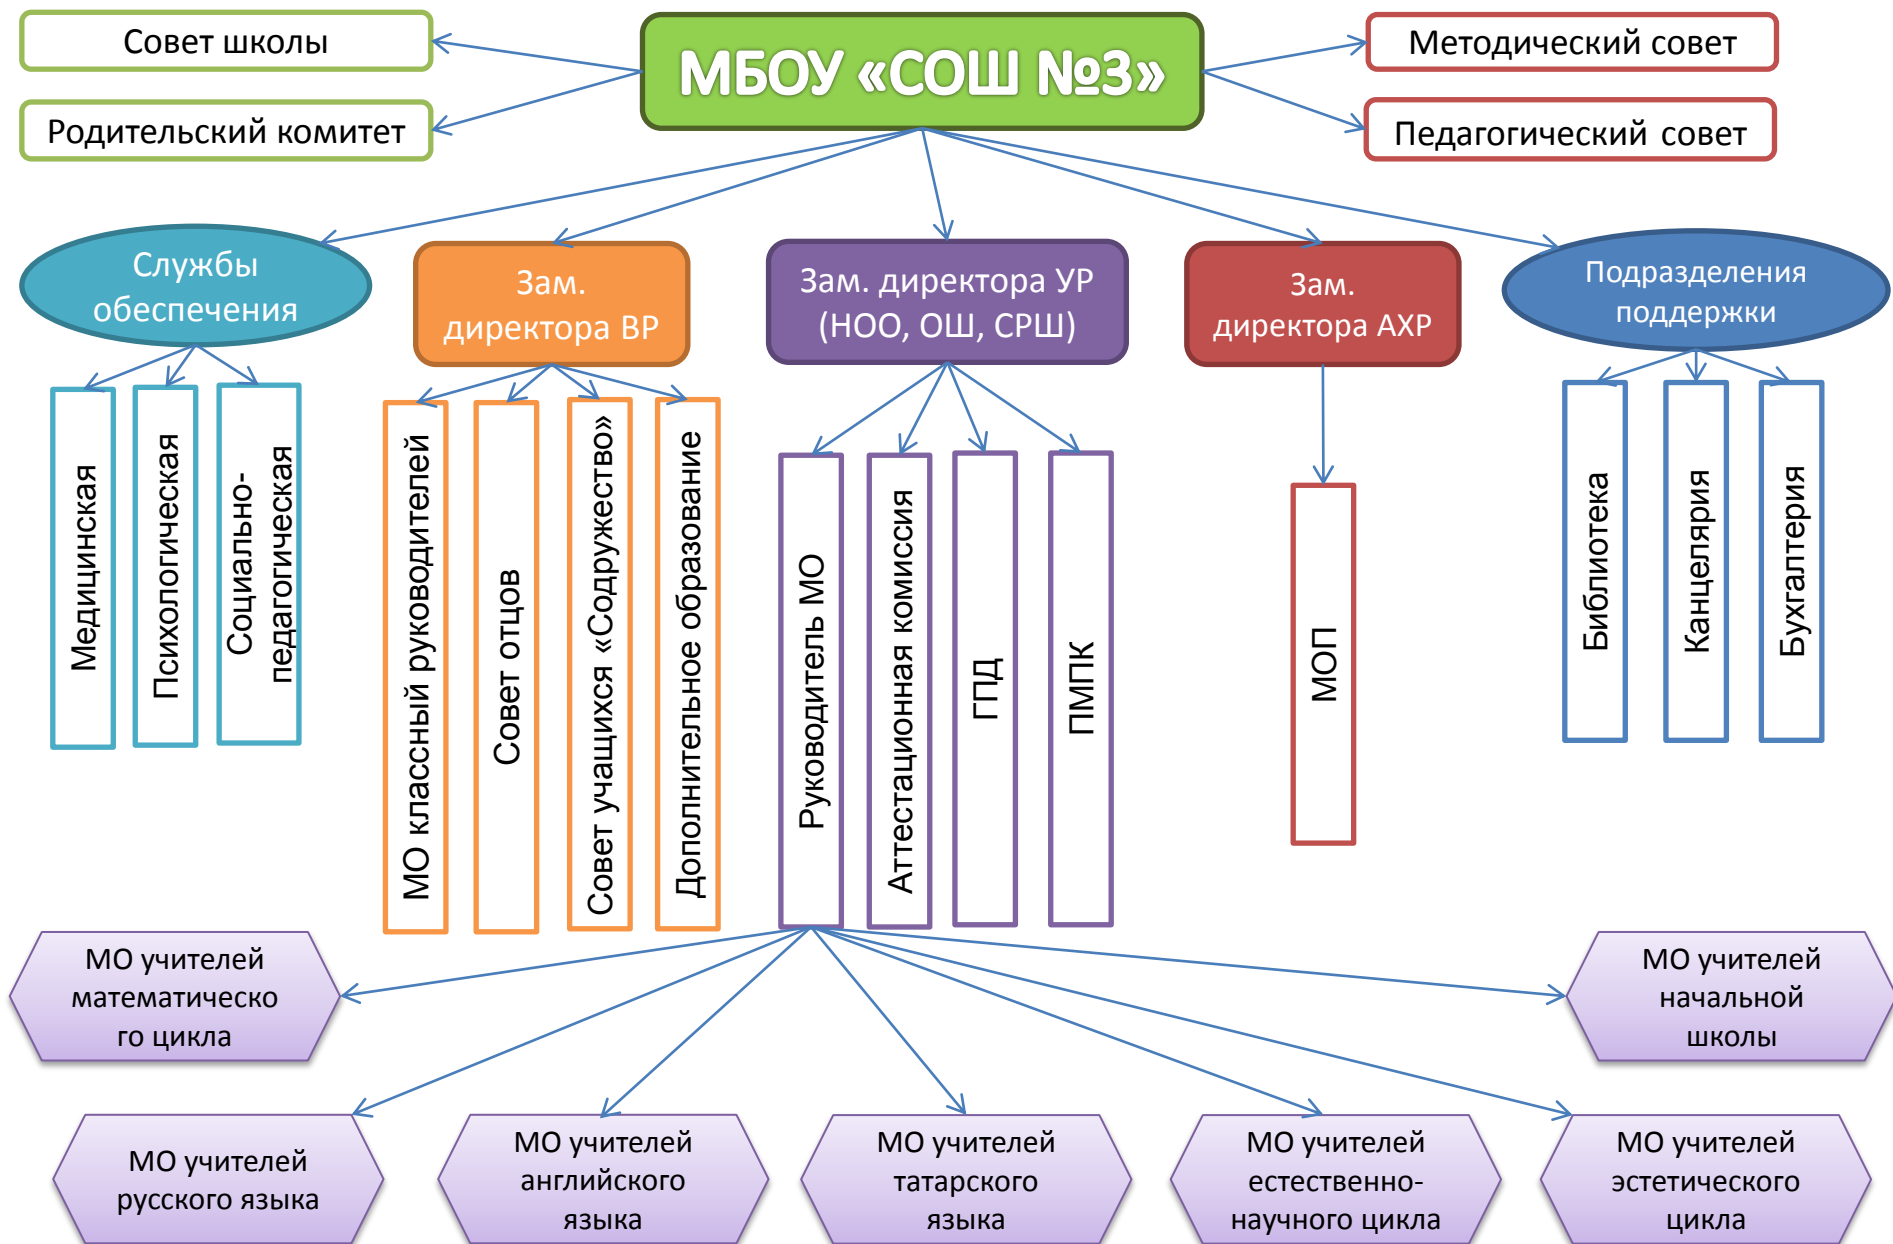 Совет школы
МБОУ «СОШ №3»
Методический совет
Родительский комитет
Педагогический совет
Службы
обеспечения
Зам.
директора ВР
Зам. директора УР
(НОО, ОШ, СРШ)
Зам.
директора АХР
Подразделения
поддержки
Медицинская
Психологическая
Социально-
педагогическая
МО классный руководителей
Совет отцов
Совет учащихся «Содружество»
Дополнительное образование
Руководитель МО
Аттестационная комиссия
ГПД
ПМПК
МОП
Библиотека
Канцелярия
Бухгалтерия
МО учителей
математическо
го цикла
МО учителей
начальной
школы
МО учителей
русского языка
МО учителей
английского
языка
МО учителей
татарского
языка
МО учителей
естественно-
научного цикла
МО учителей
эстетического
цикла